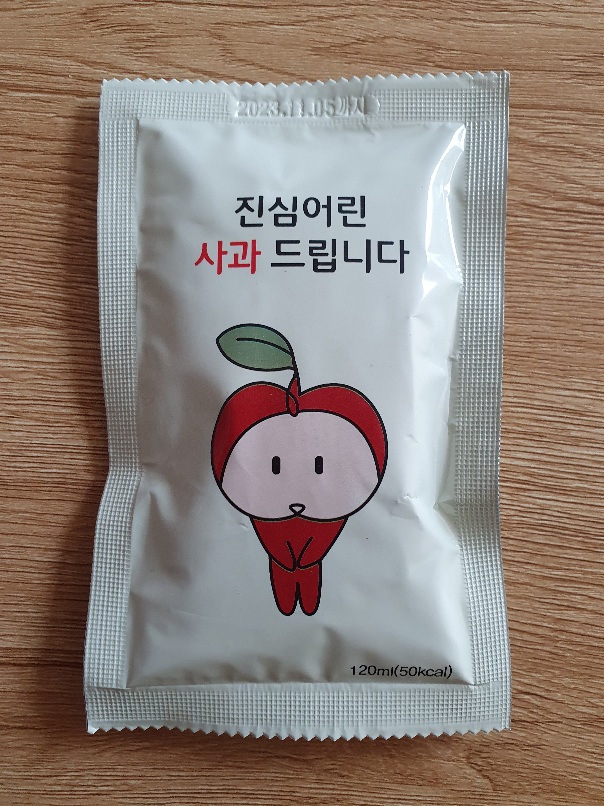 2023.11.05까지
진심어린
사과 드립니다
120ml(50kcal)